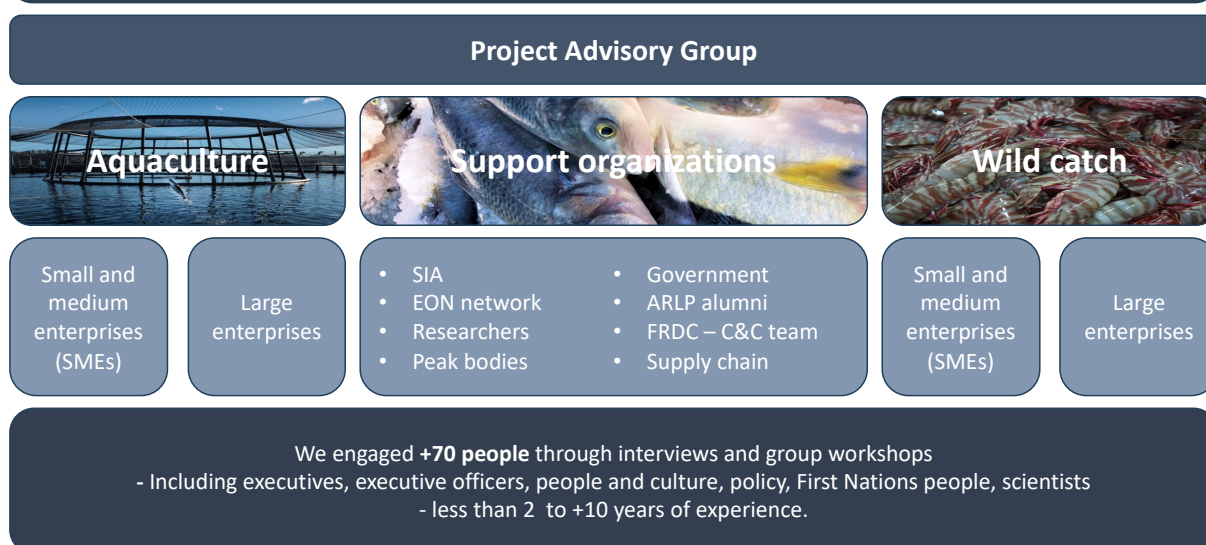 Project Advisory Group
Aquaculture
Support organizations
Wild catch
Small and
medium
enterprises
(SMEs)
Large
enterprises
• SIA
• EON network
• Researchers
• Peak bodies
• Government
• ARLP alumni
• FRDC – C&C team
• Supply chain
Small and
medium
enterprises
(SMEs)
Large
enterprises
We engaged +70 people through interviews and group workshops
- Including executives, executive officers, people and culture, policy, First Nations people, scientists
- less than 2 to +10 years of experience.